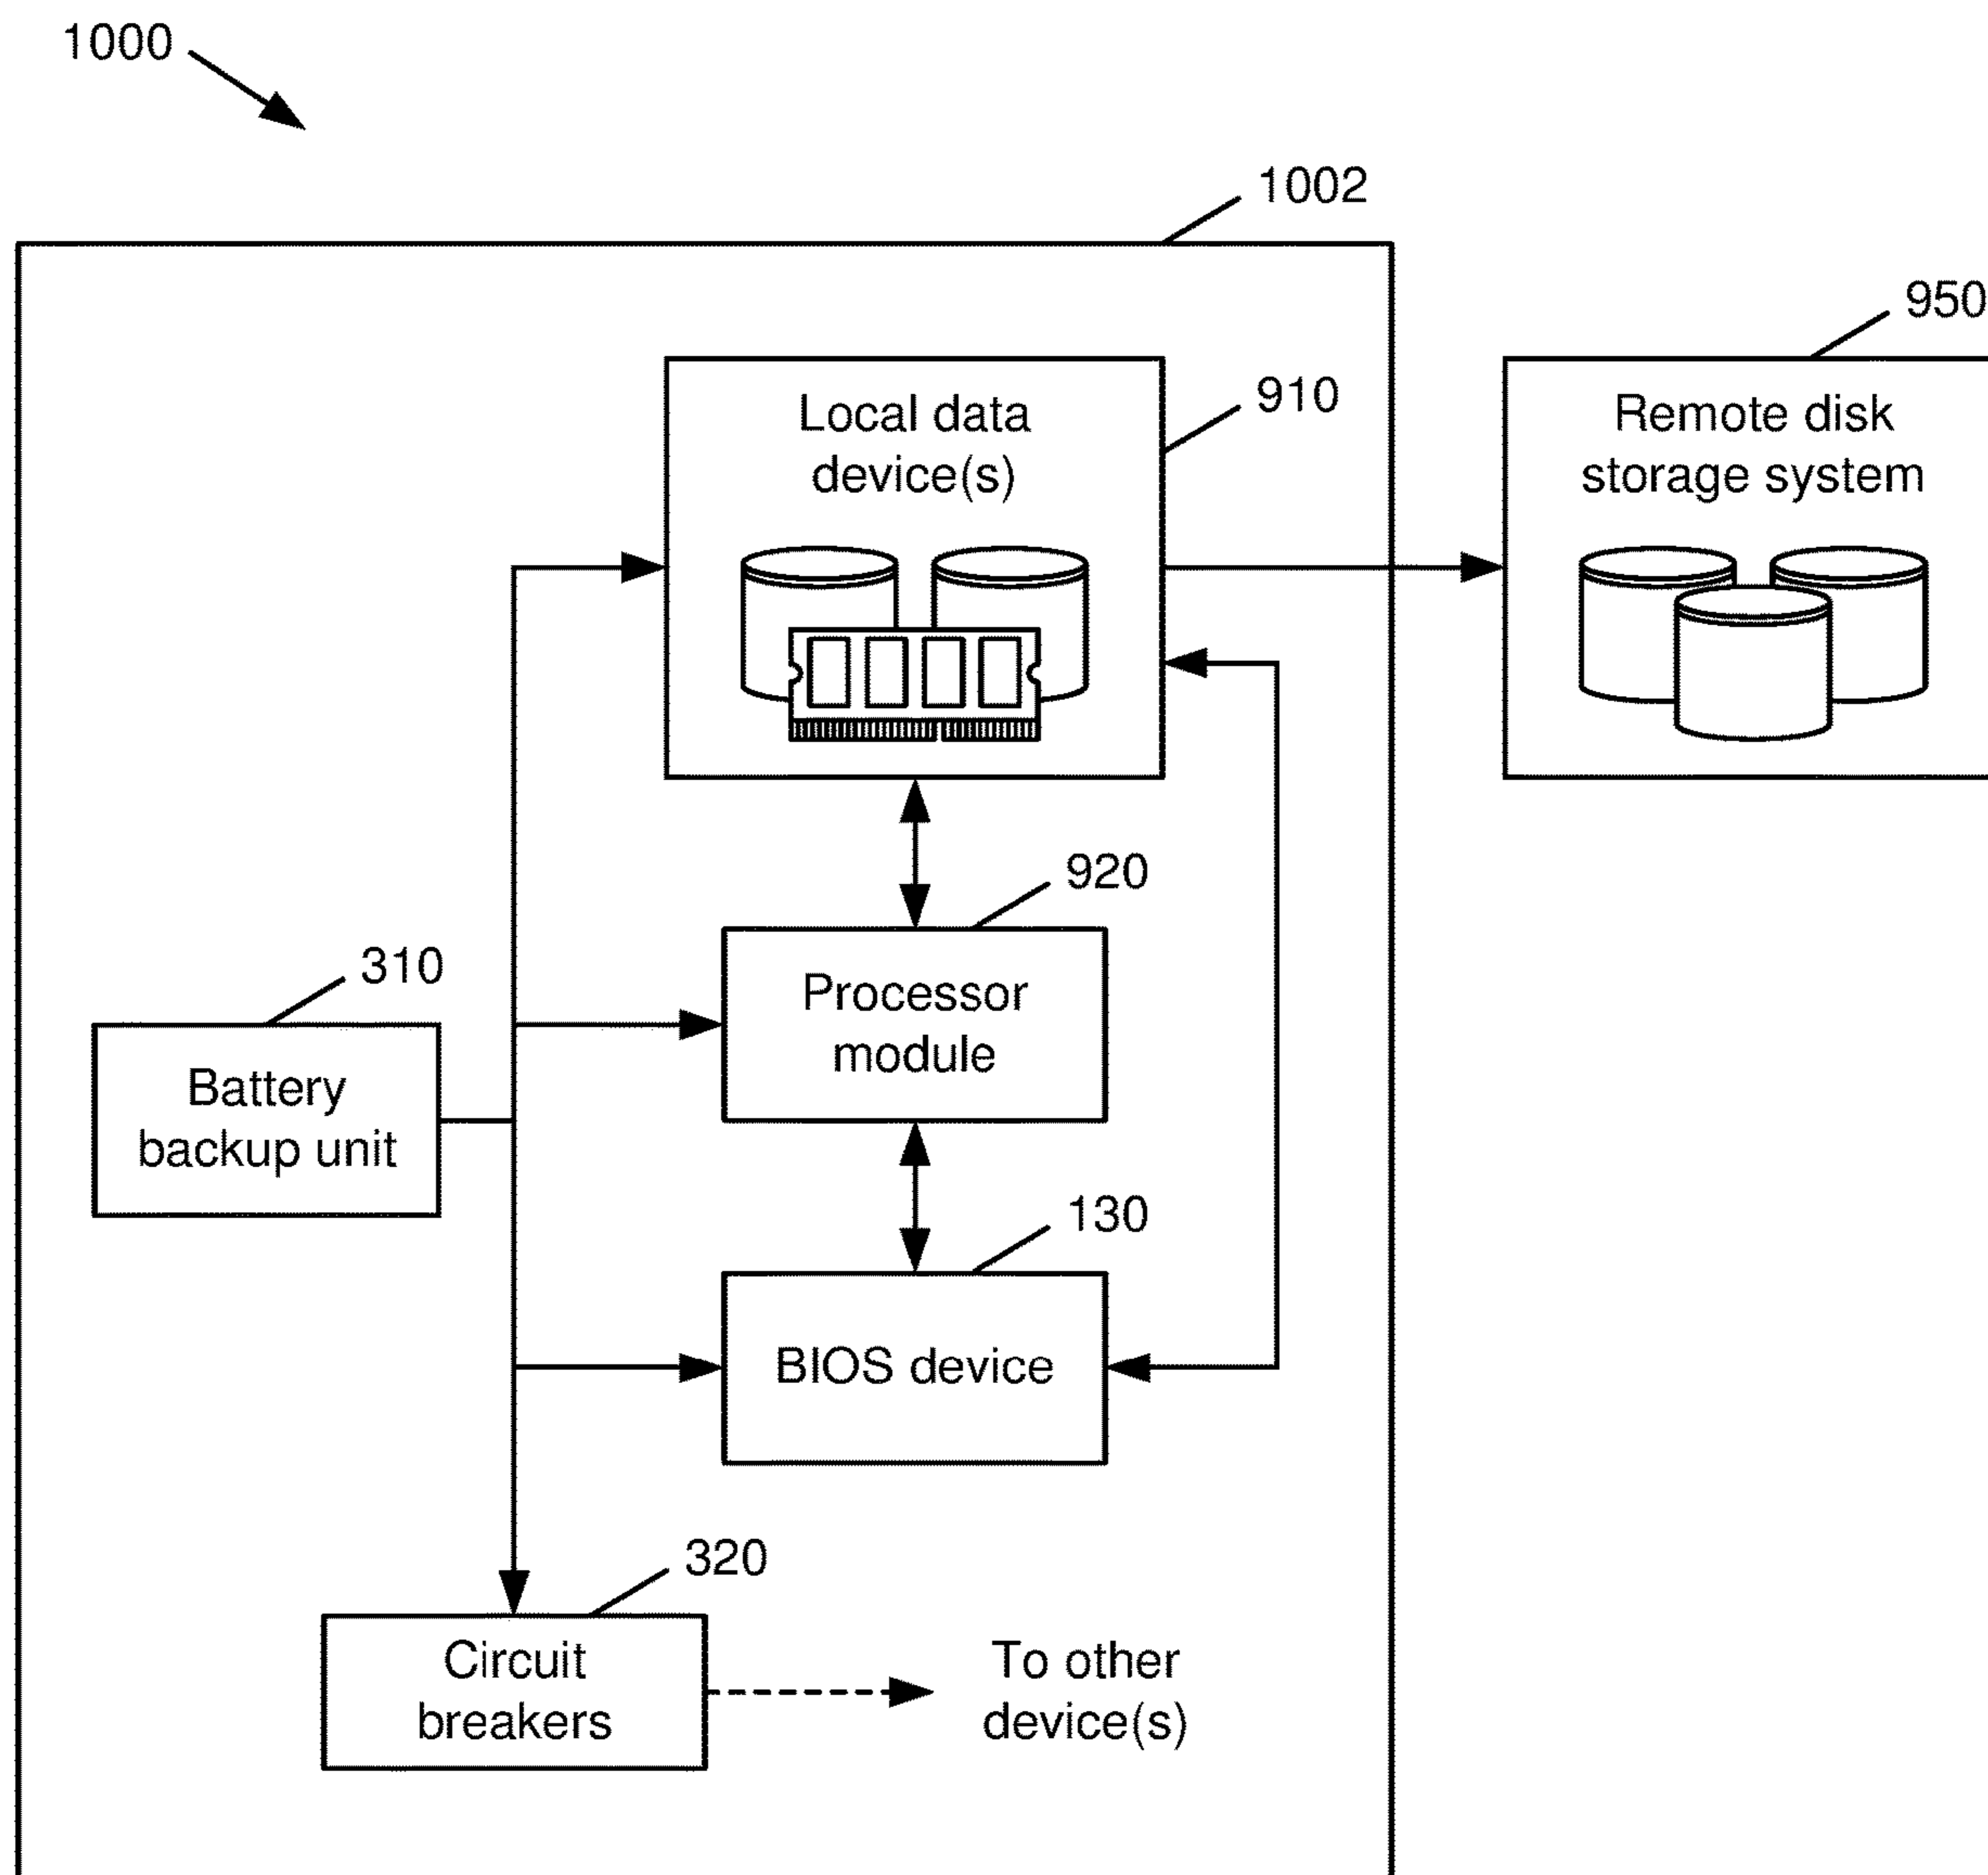 1000
1002
950
Local data
device(s)
910
Remote disk
storage system
920
Processor
module
310
Battery
backup unit
130
BIOS device
320
Circuit
breakers
To other
device(s)